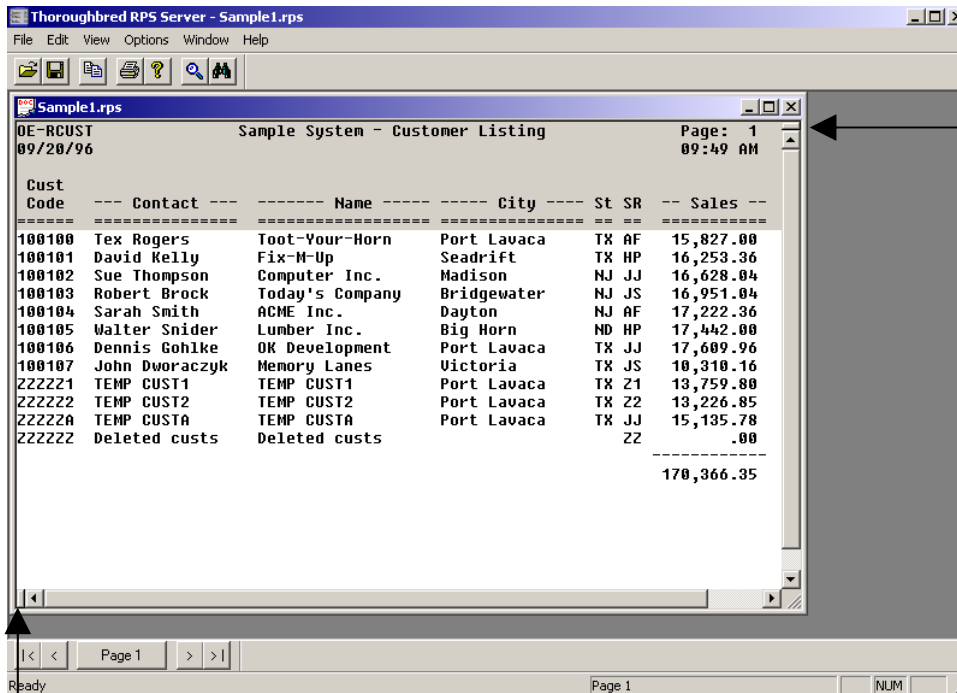 Thoroughbred RPS Server - Sample1.rps
File Edit View Options Window Help
Sample1.rps
OE-RCUST Sample System - Customer Listing Page: 1
09/20/96 09:49 AM
Cust
Code --- Contact --- ------- Name ----- ----- City ---- St SR -- Sales --
====== =============== ================== =============== == == ===========
100100 Tex Rogers Toot-Your-Horn Port Lavaca TX AF 15,827.00
100101 David Kelly Fix-M-Up Seadrift TX HP 16,253.36
100102 Sue Thompson Computer Inc. Madison NJ JJ 16,628.04
100103 Robert Brock Today's Company Bridgewater NJ JS 16,951.04
100104 Sarah Smith ACME Inc. Dayton NJ AF 17,222.36
100105 Walter Snider Lumber Inc. Big Horn ND HP 17,442.00
100106 Dennis Gohlke OK Development Port Lavaca TX JJ 17,609.96
100107 John Dworaczyk Memory Lanes Victoria TX JS 10,310.16
ZZZZZ1 TEMP CUST1 TEMP CUST1 Port Lavaca TX Z1 13,759.80
ZZZZZ2 TEMP CUST2 TEMP CUST2 Port Lavaca TX Z2 13,226.85
ZZZZZA TEMP CUSTA TEMP CUSTA Port Lavaca TX JJ 15,135.78
ZZZZZZ Deleted custs Deleted custs ZZ .00
------------
170,366.35
|< < Page 1 > >|
Ready Page 1 NUM